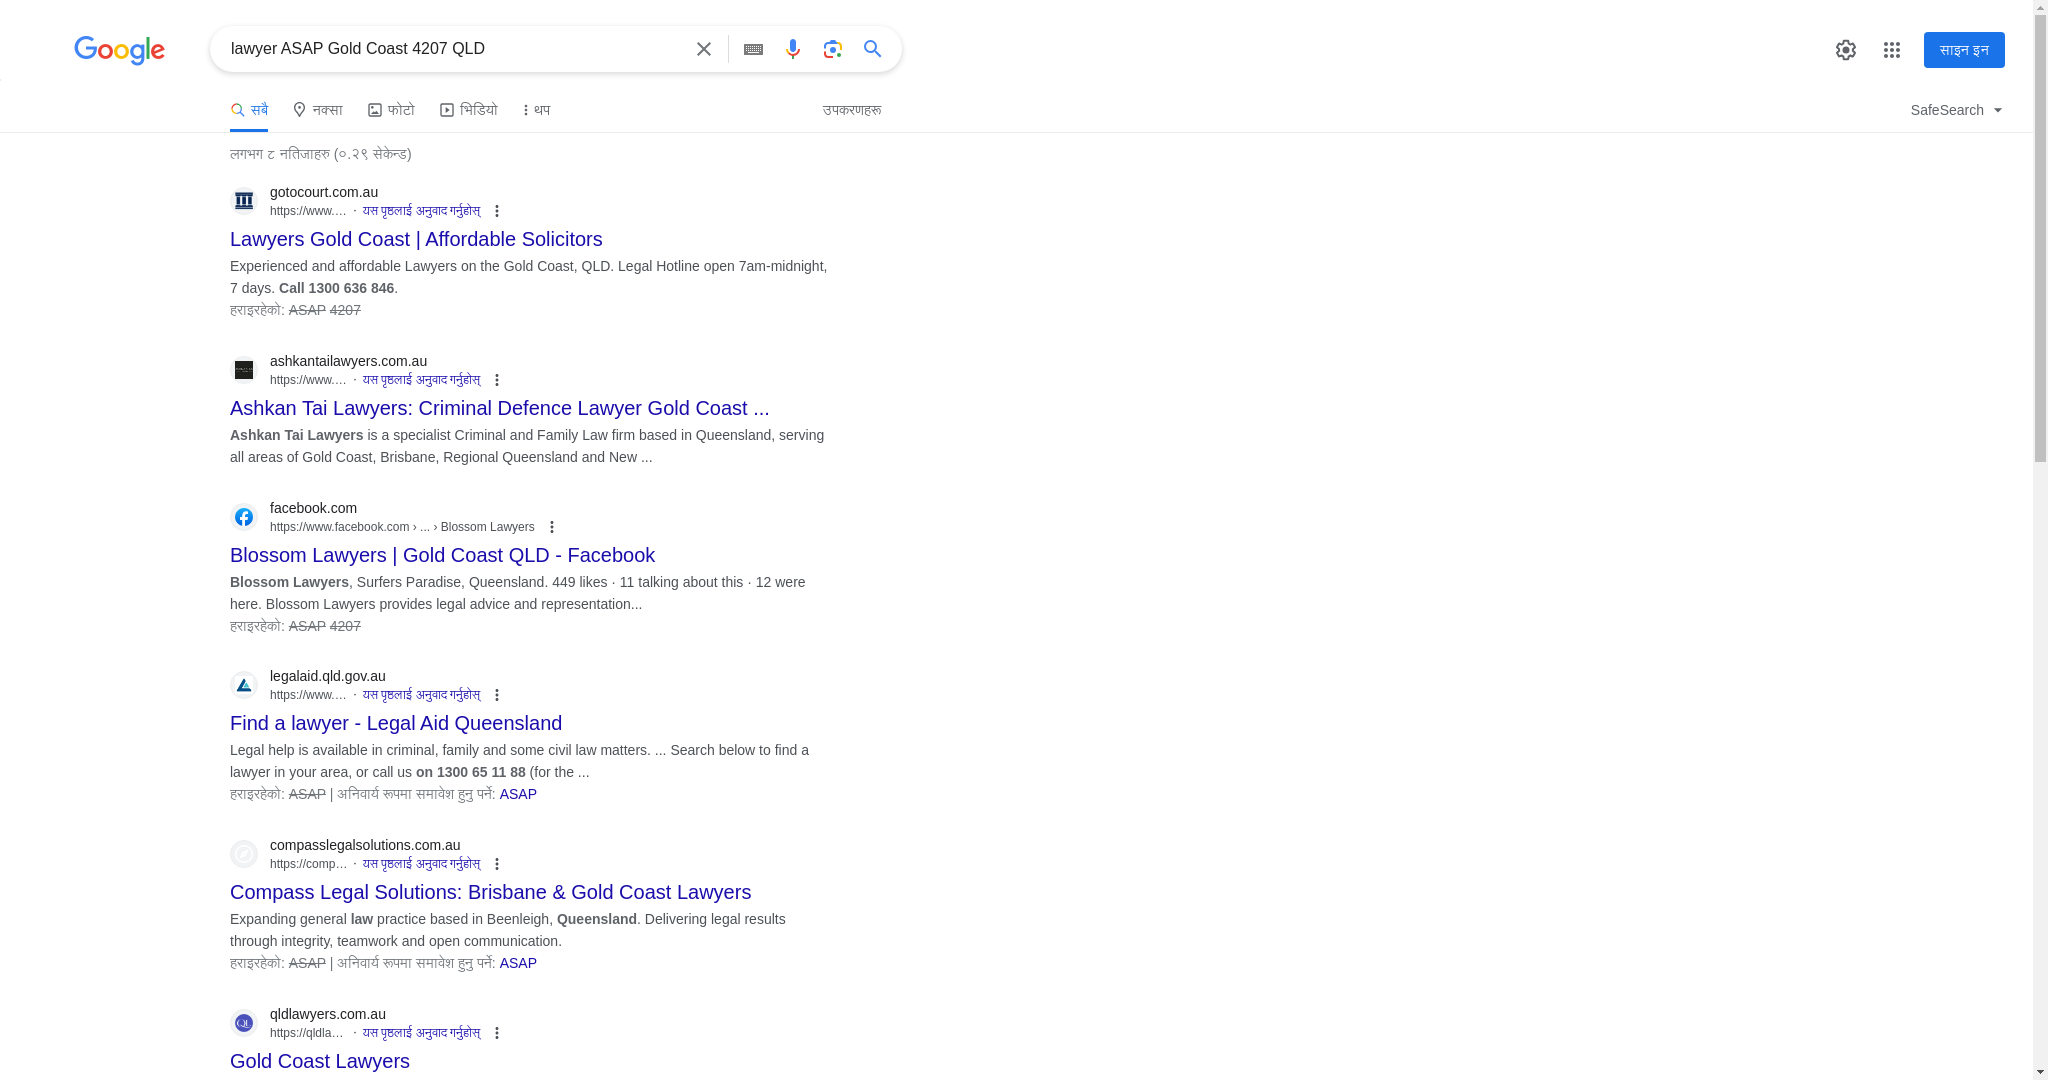 Google
lawyer ASAP Gold Coast 4207 QLD
साइन इन
सबै
नक्सा
फोटो
भिडियो
थप
उपकरणहरू
SafeSearch
लगभग ८ नतिजाहरु (०.२९ सेकेन्ड)
gotocourt.com.au
https://www.... · यस पृष्ठलाई अनुवाद गर्नुहोस्
Lawyers Gold Coast | Affordable Solicitors
Experienced and affordable Lawyers on the Gold Coast, QLD. Legal Hotline open 7am-midnight,
7 days. Call 1300 636 846.
हराइरहेको: ASAP 4207
ashkantailawyers.com.au
https://www.... · यस पृष्ठलाई अनुवाद गर्नुहोस्
Ashkan Tai Lawyers: Criminal Defence Lawyer Gold Coast ...
Ashkan Tai Lawyers is a specialist Criminal and Family Law firm based in Queensland, serving
all areas of Gold Coast, Brisbane, Regional Queensland and New ...
facebook.com
https://www.facebook.com › ... › Blossom Lawyers
Blossom Lawyers | Gold Coast QLD - Facebook
Blossom Lawyers, Surfers Paradise, Queensland. 449 likes · 11 talking about this · 12 were
here. Blossom Lawyers provides legal advice and representation...
हराइरहेको: ASAP 4207
legalaid.qld.gov.au
https://www.... · यस पृष्ठलाई अनुवाद गर्नुहोस्
Find a lawyer - Legal Aid Queensland
Legal help is available in criminal, family and some civil law matters. ... Search below to find a
lawyer in your area, or call us on 1300 65 11 88 (for the ...
हराइरहेको: ASAP | अनिवार्य रूपमा समावेश हुनु पर्ने: ASAP
compasslegalsolutions.com.au
https://comp... · यस पृष्ठलाई अनुवाद गर्नुहोस्
Compass Legal Solutions: Brisbane & Gold Coast Lawyers
Expanding general law practice based in Beenleigh, Queensland. Delivering legal results
through integrity, teamwork and open communication.
हराइरहेको: ASAP | अनिवार्य रूपमा समावेश हुनु पर्ने: ASAP
qldlawyers.com.au
https://qldla... · यस पृष्ठलाई अनुवाद गर्नुहोस्
Gold Coast Lawyers